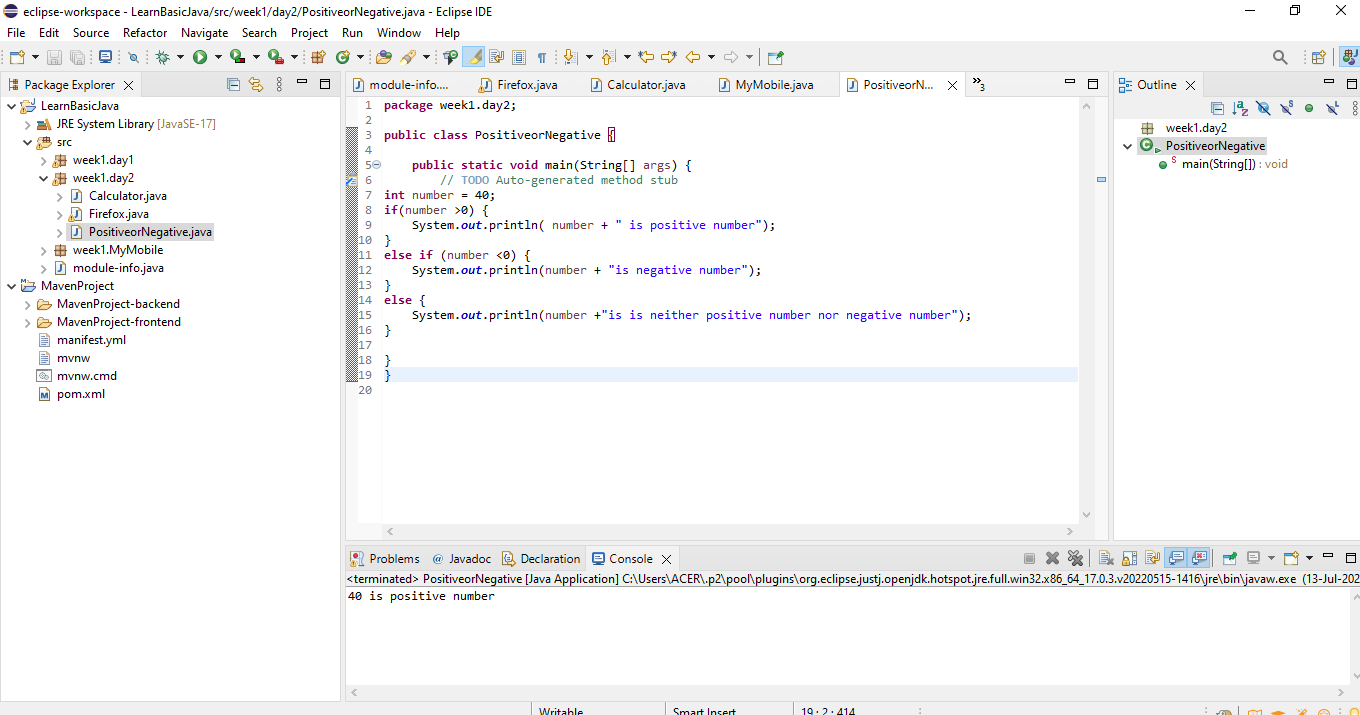 eclipse-workspace - LearnBasicJava/src/week1/day2/PositiveorNegative.java - Eclipse IDE
File Edit Source Refactor Navigate Search Project Run Window Help
Package Explorer
LearnBasicJava
JRE System Library [JavaSE-17]
src
week1.day1
week1.day2
Calculator.java
Firefox.java
PositiveorNegative.java
week1.MyMobile
module-info.java
MavenProject
MavenProject-backend
MavenProject-frontend
manifest.yml
mvnw
mvnw.cmd
pom.xml
module-info.... Firefox.java Calculator.java MyMobile.java PositiveorN... »3
1 package week1.day2;
2
3 public class PositiveorNegative {
4
5 public static void main(String[] args) {
6 // TODO Auto-generated method stub
7 int number = 40;
8 if(number >0) {
9 System.out.println( number + " is positive number");
10 }
11 else if (number <0) {
12 System.out.println(number + "is negative number");
13 }
14 else {
15 System.out.println(number +"is is neither positive number nor negative number");
16 }
17
18 }
19 }
20
Outline
week1.day2
PositiveorNegative
main(String[]) : void
Problems Javadoc Declaration Console
<terminated> PositiveorNegative [Java Application] C:\Users\ACER\.p2\pool\plugins\org.eclipse.justj.openjdk.hotspot.jre.full.win32.x86_64_17.0.3.v20220515-1416\jre\bin\javaw.exe (13-Jul-202
40 is positive number
Writable Smart Insert 19 : 2 : 414